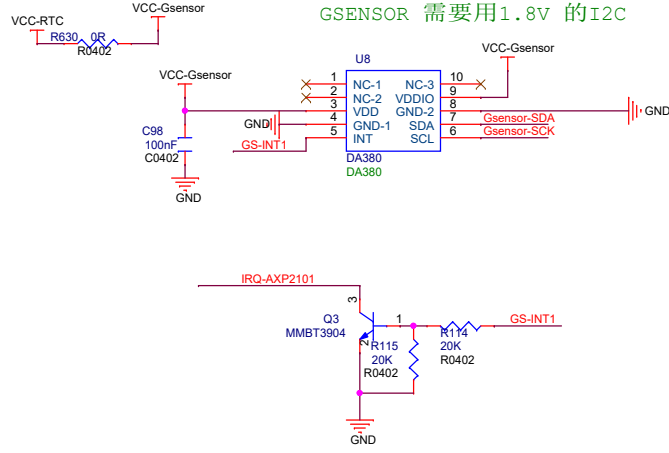 GSENSOR 需要用1.8V 的I2C
VCC-RTC
VCC-Gsensor
R630 0R
R0402
VCC-Gsensor
C98
100nF
C0402
GND
U8
VCC-Gsensor
1 NC-1 NC-3 10
2 NC-2 VDDIO 9
3 VDD GND-2 8
GND 4 GND-1 SDA 7 Gsensor-SDA
GS-INT1 5 INT SCL 6 Gsensor-SCK
GND
DA380
DA380
IRQ-AXP2101
3
Q3
MMBT3904
1
2
R115
20K
R0402
R114
20K
R0402
GS-INT1
GND